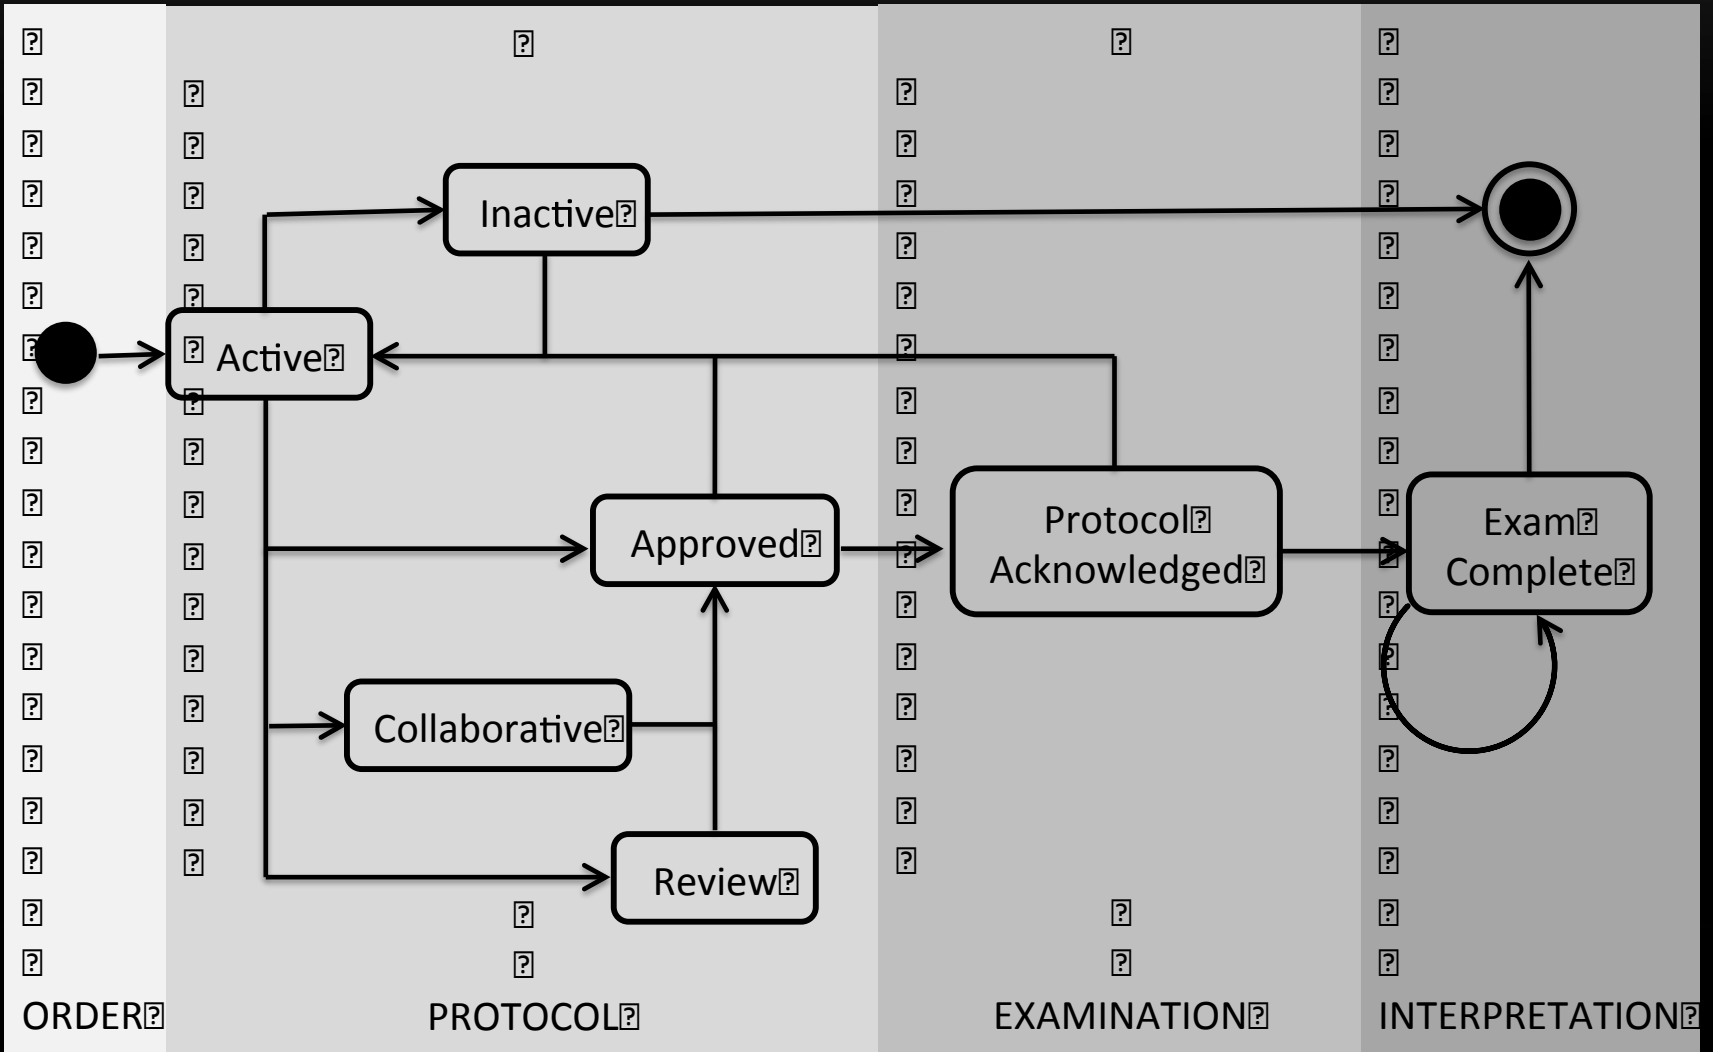 Inactive
Active
Approved
Protocol
Acknowledged
Exam
Complete
Collaborative
Review
ORDER
PROTOCOL
EXAMINATION
INTERPRETATION